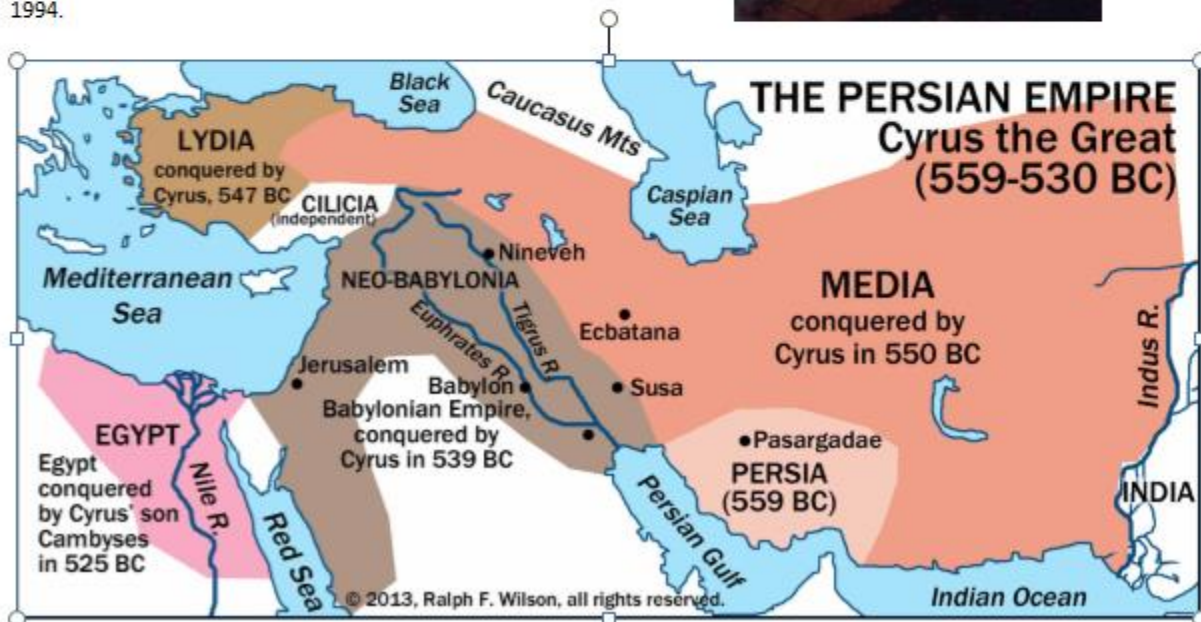 1994.
THE PERSIAN EMPIRE
Cyrus the Great
(559-530 BC)
Black
Sea
Caucasus Mts
Caspian
Sea
LYDIA
conquered by
Cyrus, 547 BC
CILICIA
(independent)
Mediterranean
Sea
Nineveh
NEO-BABYLONIA
Euphrates R.
Tigrus R.
Ecbatana
MEDIA
conquered by
Cyrus in 550 BC
Indus R.
Jerusalem
Babylon
Susa
Babylonian Empire,
conquered by
Cyrus in 539 BC
EGYPT
Egypt
conquered
by Cyrus' son
Cambyses
in 525 BC
Nile R.
Red Sea
Pasargadae
PERSIA
(559 BC)
Persian Gulf
INDIA
Indian Ocean
© 2013, Ralph F. Wilson, all rights reserved.